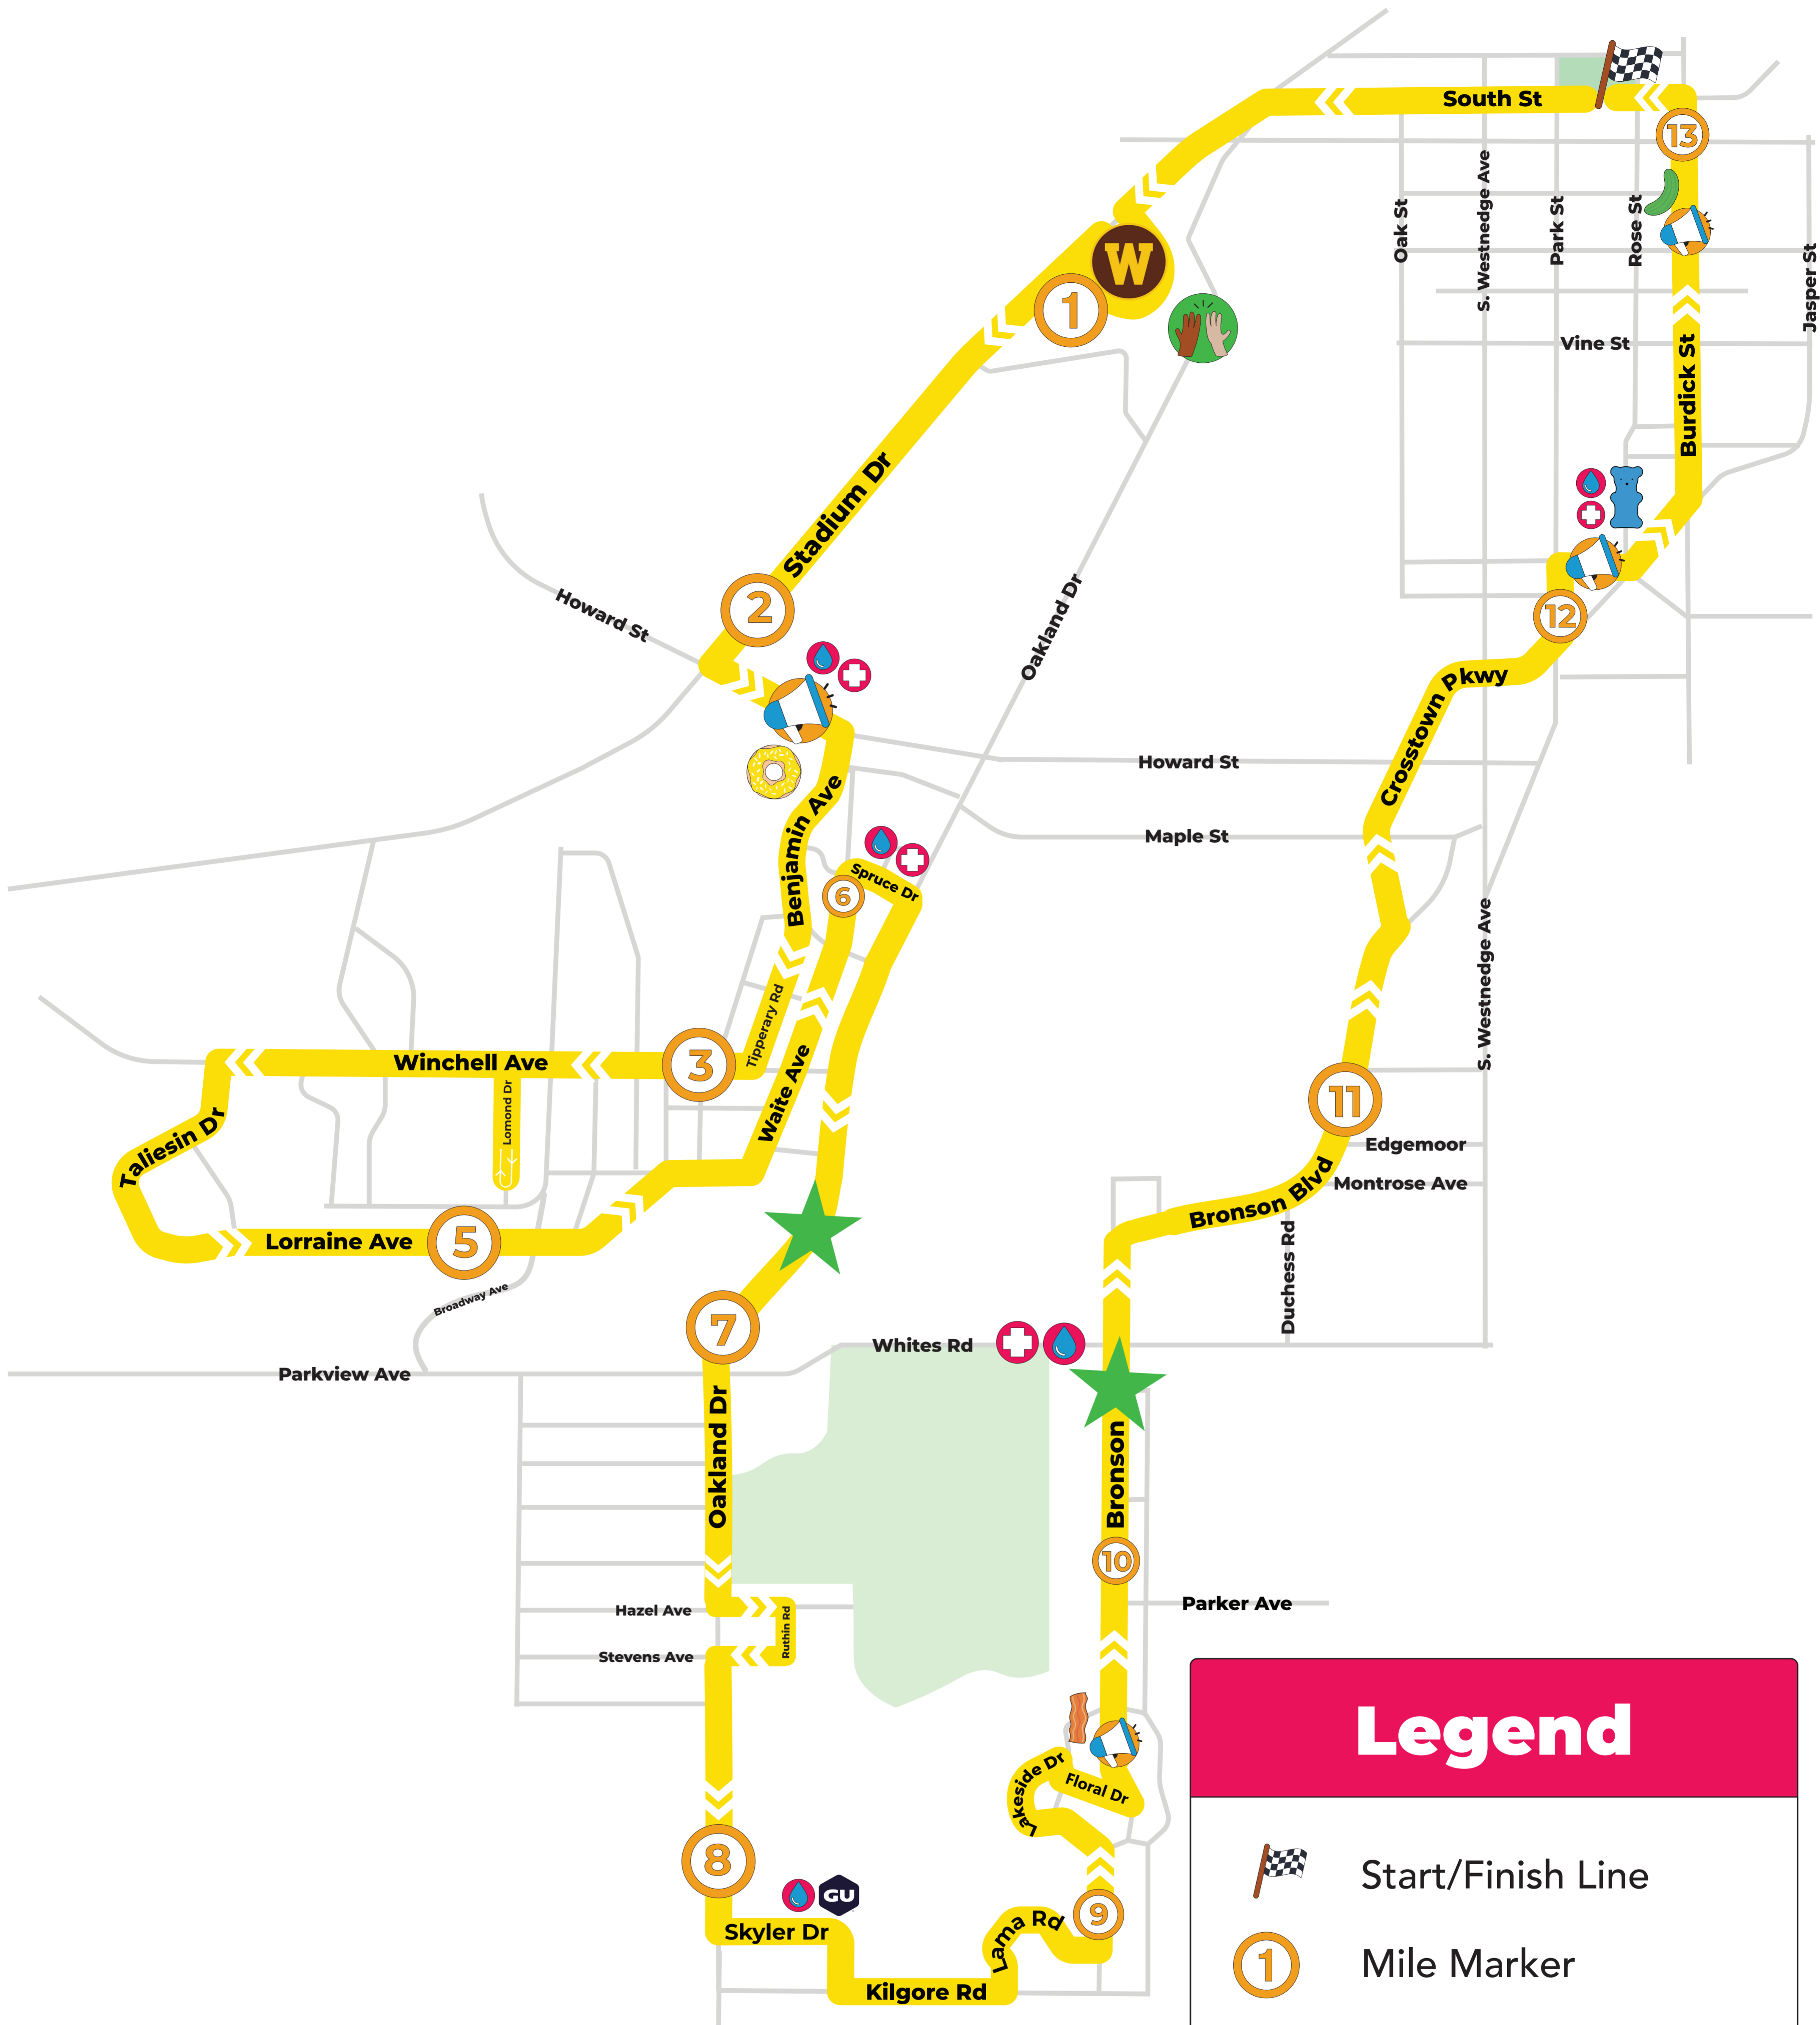 South St
13
Oak St
S. Westnedge Ave
Park St
Rose St
Jasper St
W
1
Vine St
Burdick St
Stadium Dr
2
Howard St
Oakland Dr
12
Crosstown Pkwy
Howard St
Benjamin Ave
Maple St
Spruce Dr
6
S. Westnedge Ave
Tipperary Rd
Winchell Ave
3
Waite Ave
Lomond Dr
11
Taliesin Dr
Edgemoor
Bronson Blvd
Montrose Ave
Lorraine Ave
5
Duchess Rd
Broadway Ave
7
Whites Rd
Parkview Ave
Oakland Dr
Bronson
10
Hazel Ave
Ruthin Rd
Parker Ave
Stevens Ave
Lakeside Dr
Floral Dr
8
GU
9
Skyler Dr
Lama Rd
Kilgore Rd
Legend
Start/Finish Line
1
Mile Marker